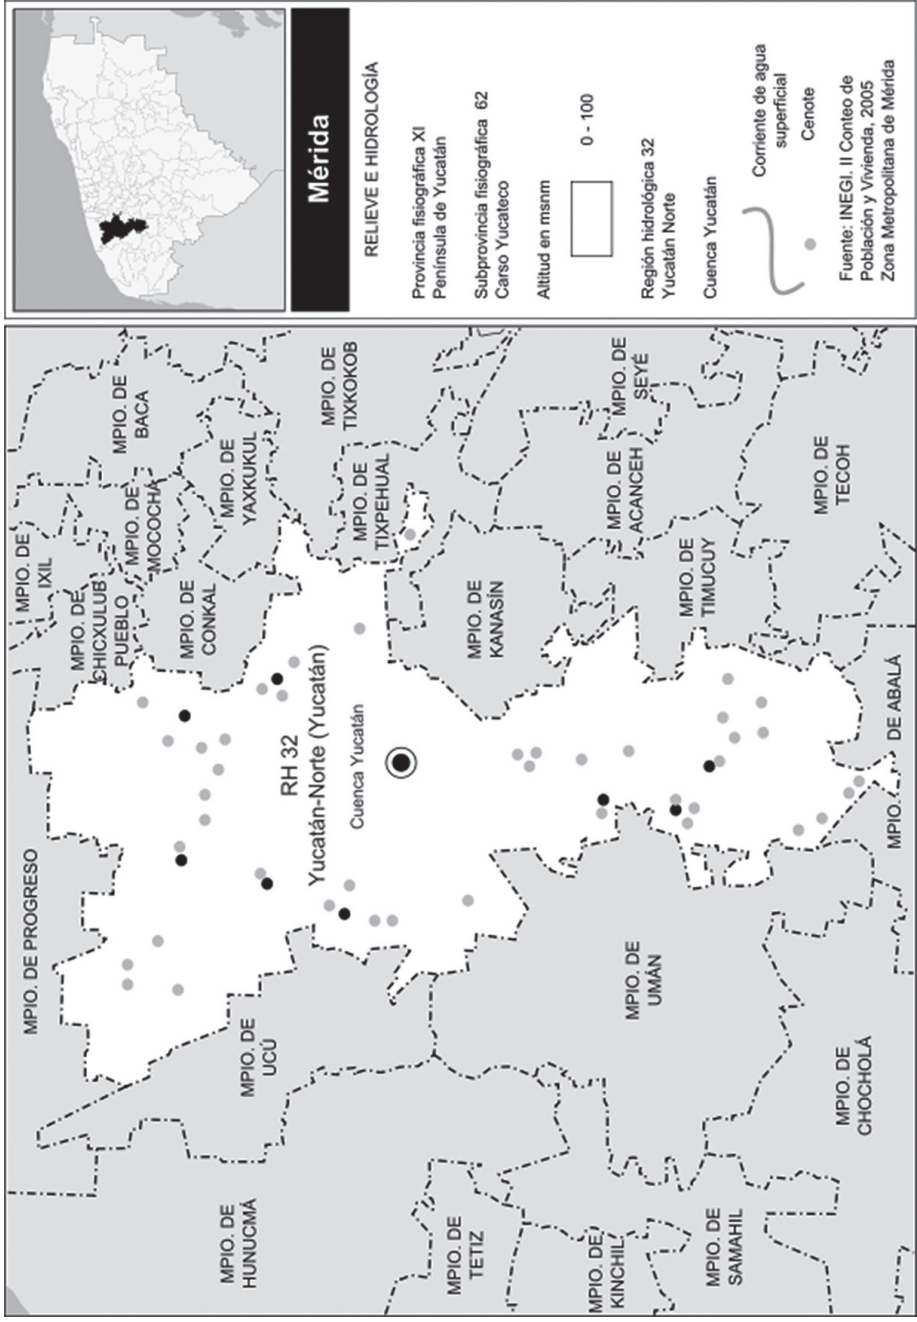 Mérida
RELIEVE E HIDROLOGÍA
Provincia fisiográfica XI
Península de Yucatán
Subprovincia fisiográfica 62
Carso Yucateco
Altitud en msnm
0 - 100
Región hidrológica 32
Yucatán Norte
Cuenca Yucatán
Corriente de agua
superficial
Cenote
Fuente: INEGI. II Conteo de
Población y Vivienda, 2005
Zona Metropolitana de Mérida
MPIO. DE PROGRESO
MPIO. DE
IXIL
MPIO. DE
CHICXULUB
PUEBLO
MPIO. DE
MOCOCHÁ
MPIO. DE
BACA
MPIO. DE
CONKAL
MPIO. DE
YAXKUKUL
MPIO. DE
TIXKOKOB
MPIO. DE
TIXPEHUAL
MPIO. DE
HUNUCMÁ
MPIO. DE
UCÚ
RH 32
Yucatán-Norte (Yucatán)
Cuenca Yucatán
MPIO. DE
KANASÍN
MPIO. DE
ACANCEH
MPIO. DE
SEYÉ
MPIO. DE
TETIZ
MPIO. DE
KINCHIL
MPIO. DE
UMÁN
MPIO. DE
TIMUCUY
MPIO. DE
SAMAHIL
MPIO. DE
CHOCHOLÁ
MPIO. DE ABALÁ
MPIO. DE
TECOH